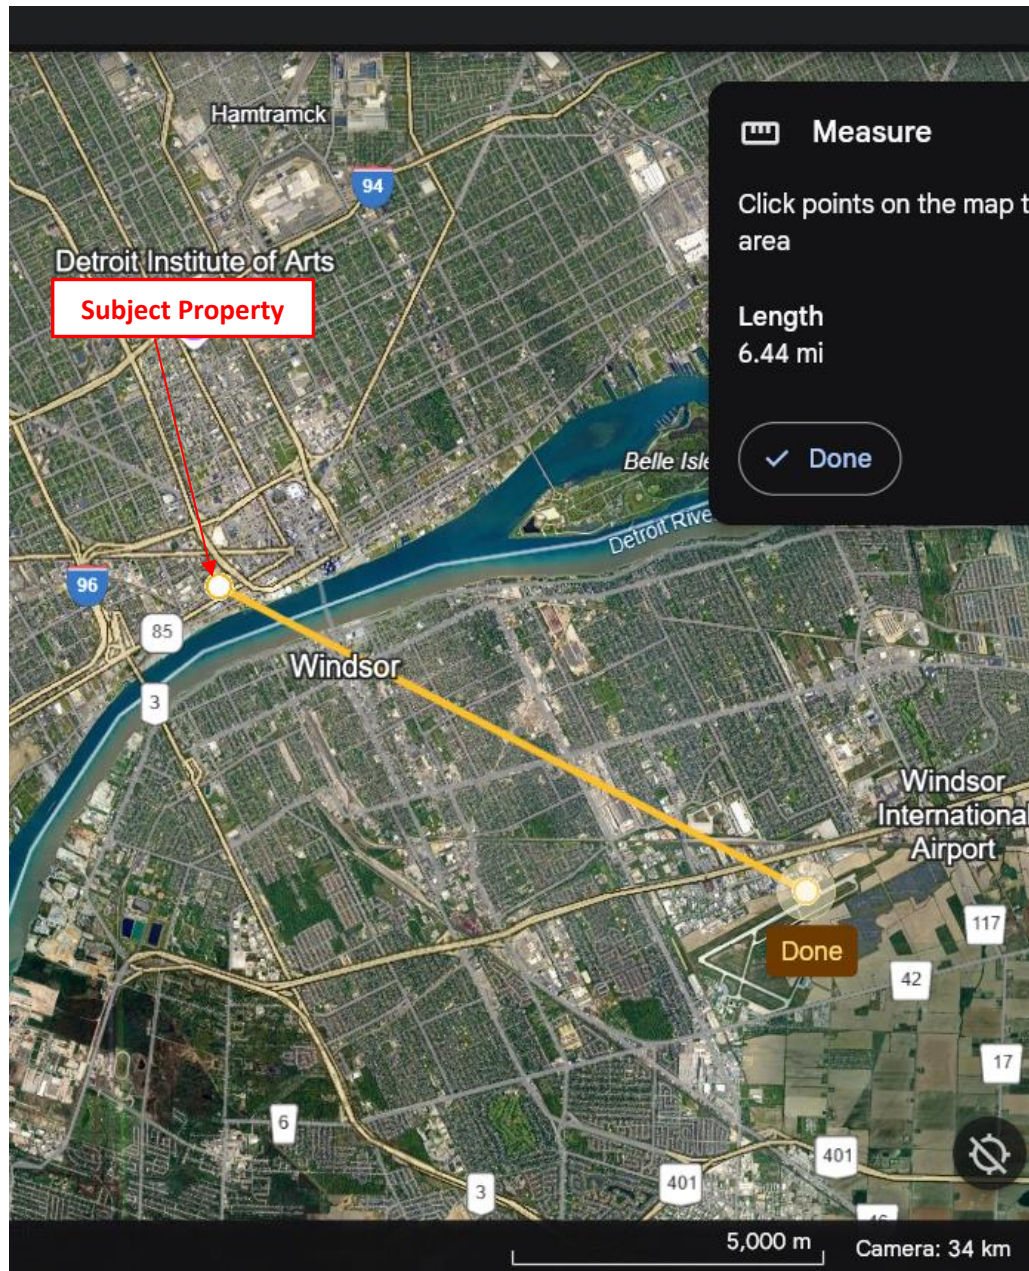 Hamtramck
94
Detroit Institute of Arts
Subject Property
Measure
Click points on the map t
area
Length
6.44 mi
Done
Belle Isle
Detroit River
96
85
Windsor
3
Windsor
International
Airport
117
Done
42
17
6
401
401
3
46
5,000 m
Camera: 34 km